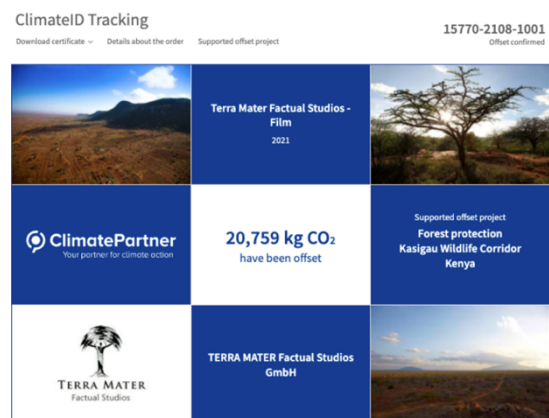 ClimateID Tracking
15770-2108-1001
Download certificate
Details about the order
Supported offset project
Offset confirmed
Terra Mater Factual Studios -
Film
2021
ClimatePartner
Your partner for climate action
20,759 kg CO₂
have been offset
Supported offset project
Forest protection
Kasigau Wildlife Corridor
Kenya
TERRA MATER
Factual Studios
TERRA MATER Factual Studios
GmbH